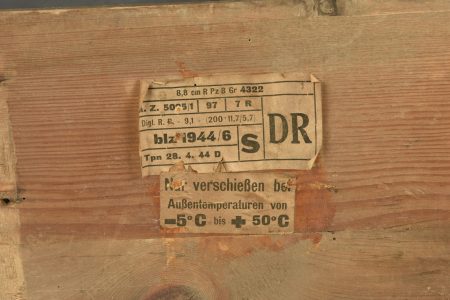 8,8 cm R Pz B Gr 4322
A. Z. 5095/1 97 7 R
Digl. R. - 9,1 - (200 · 11,7/5,7)
blz 1944/6 S DR
Tpn 28. 4. 44 D
Nur verschießen bei
Außentemperaturen von
-5°C bis + 50°C